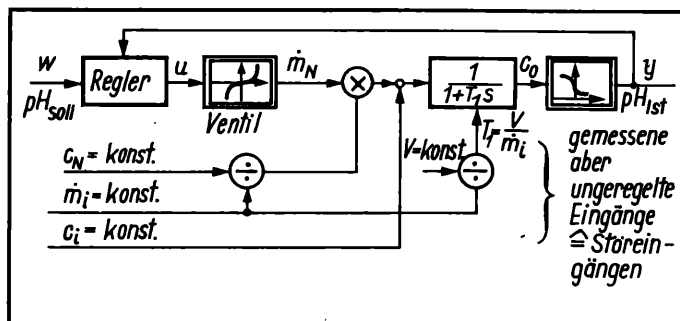 w
pH_soll
Regler
u
Ventil
ṁ_N
×
1
1+T_1 s
c_0
y
pH_Ist
c_N = konst.
ṁ_i = konst.
c_i = konst.
÷
V=konst
÷
T_1 = V/ṁ_i
gemessene
aber
ungeregelte
Eingänge
≙ Störein-
gängen